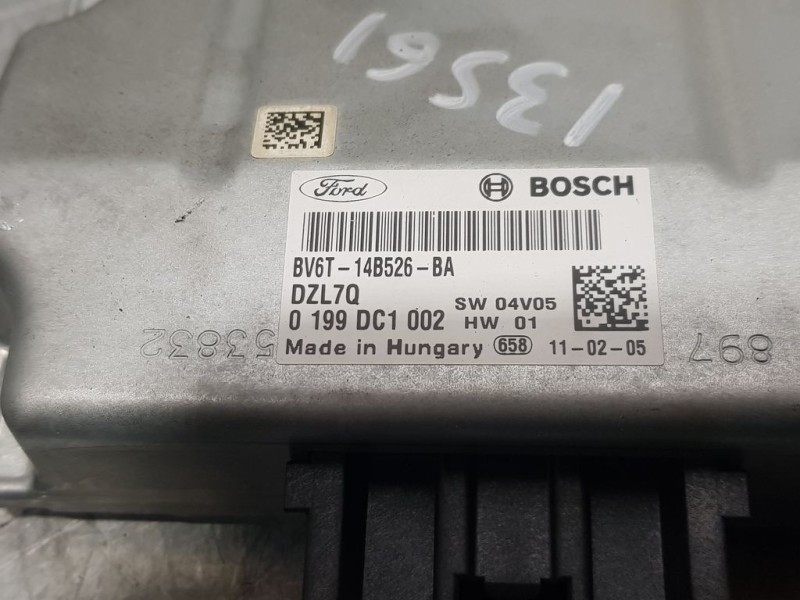 13561
Ford BOSCH
BV6T-14B526-BA
DZL7Q
SW 04V05
0 199 DC1 002 HW 01
Made in Hungary 658 11-02-05
53832
897